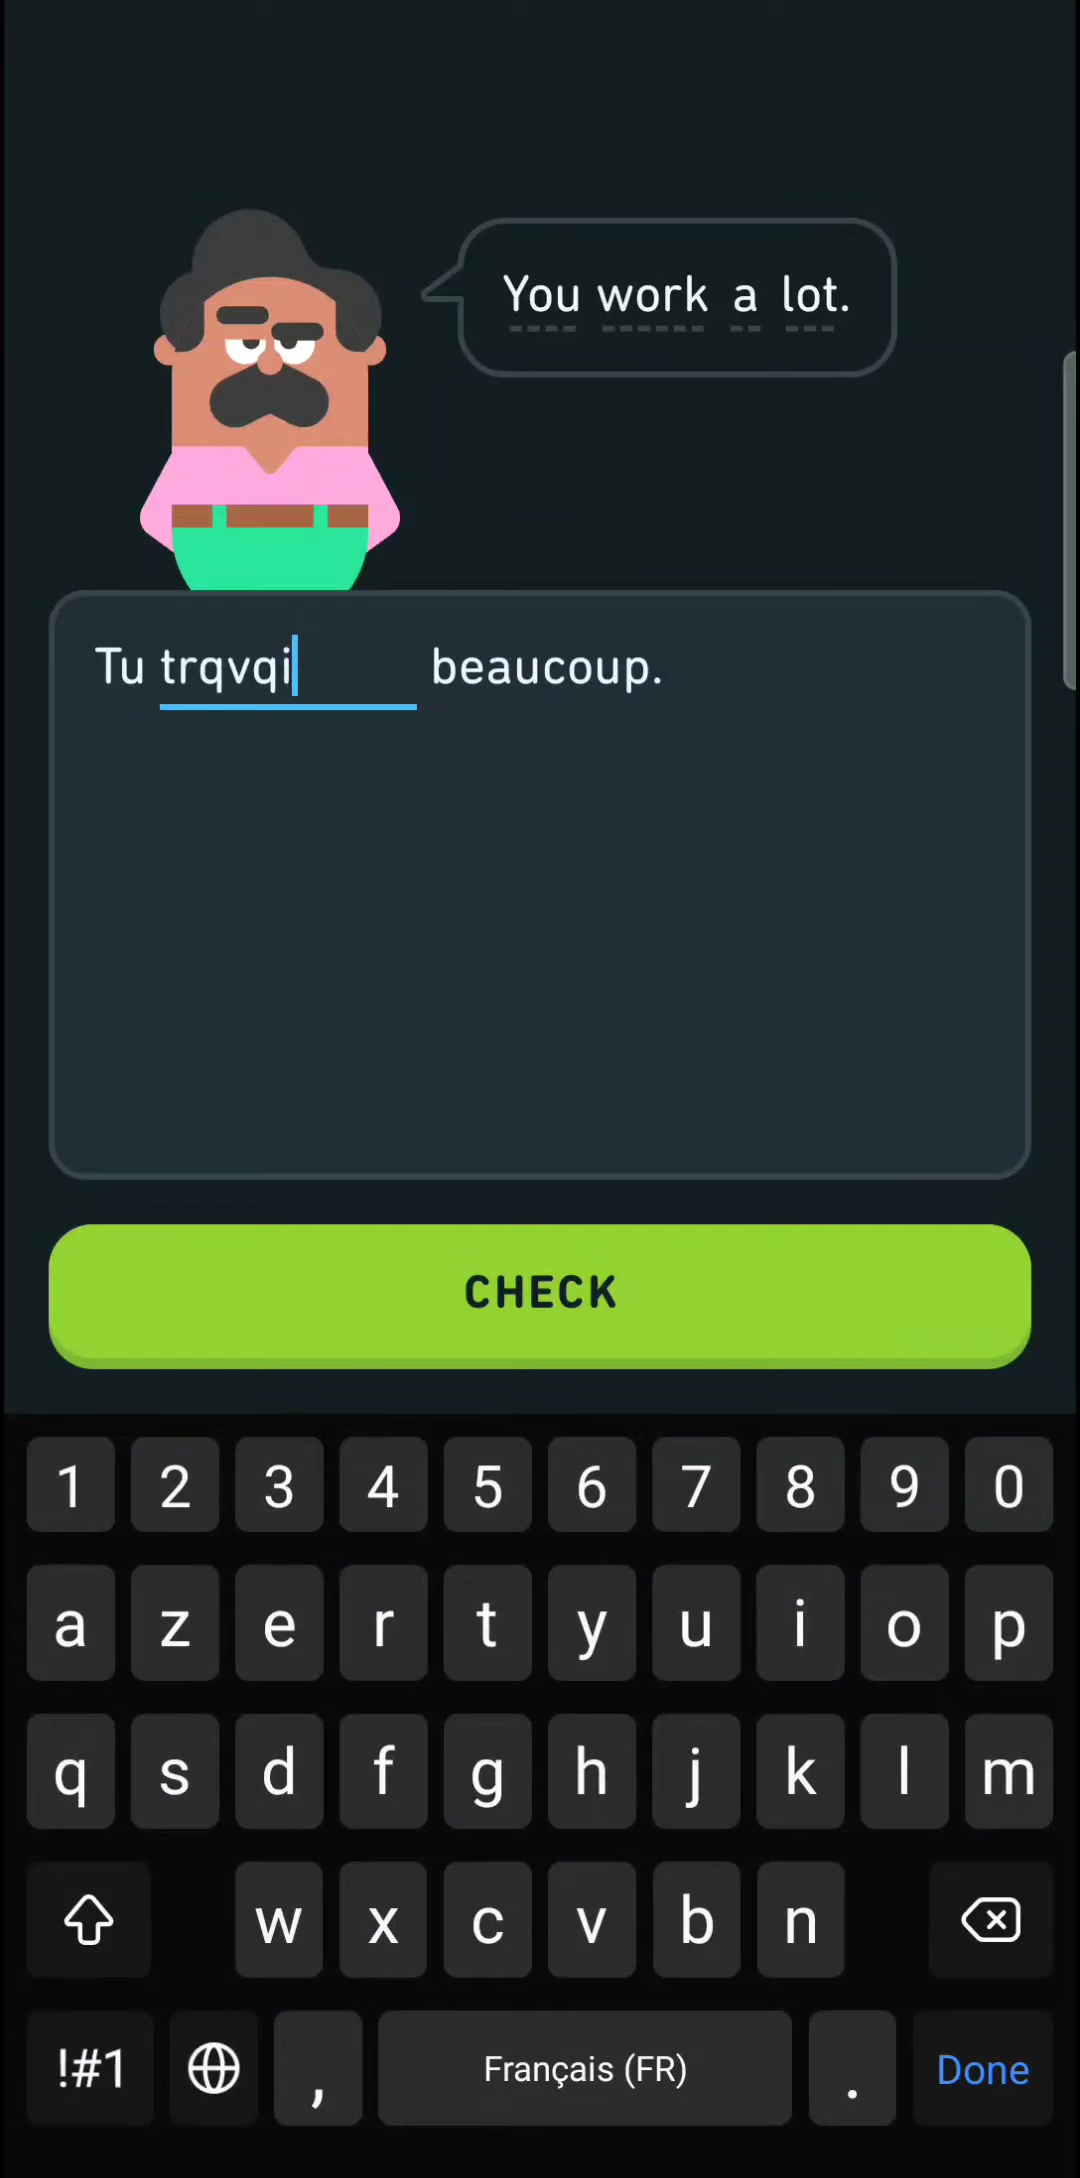 You work a lot.
Tu trqvqi beaucoup.
CHECK
1 2 3 4 5 6 7 8 9 0
a z e r t y u i o p
q s d f g h j k l m
w x c v b n
!#1 , Français (FR) . Done